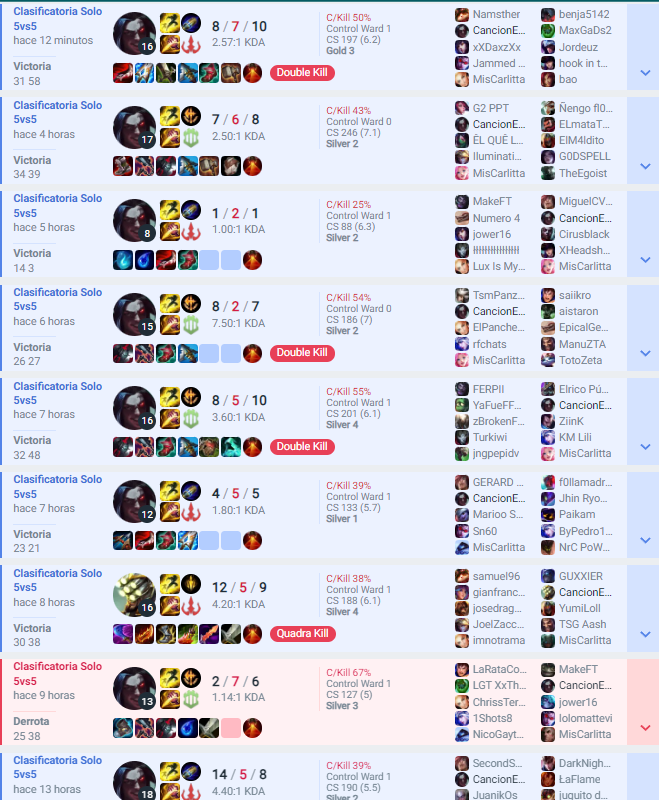 Clasificatoria Solo
5vs5
hace 12 minutos
Victoria
31 58
16
8 / 7 / 10
2.57:1 KDA
Double Kill
C/Kill 50%
Control Ward 1
CS 197 (6.2)
Gold 3
Namsther
CancionE...
xXDaxzXx
Jammed ...
MisCarlitta
benja5142
MaxGaDs2
Jordeuz
hook in t...
bao
Clasificatoria Solo
5vs5
hace 4 horas
Victoria
34 39
17
7 / 6 / 8
2.50:1 KDA
C/Kill 43%
Control Ward 0
CS 246 (7.1)
Silver 2
G2 PPT
CancionE...
ÊL QUÊ L...
Iluminati...
MisCarlitta
Ñengo fl0...
ELmataT...
ElM4ldito
G0DSPELL
TheEgoist
Clasificatoria Solo
5vs5
hace 5 horas
Victoria
14 3
8
1 / 2 / 1
1.00:1 KDA
C/Kill 25%
Control Ward 1
CS 88 (6.3)
Silver 2
MakeFT
Numero 4
jower16
Lux Is My...
MiguelCV...
CancionE...
Cirusblack
XHeadsh...
MisCarlitta
Clasificatoria Solo
5vs5
hace 6 horas
Victoria
26 27
15
8 / 2 / 7
7.50:1 KDA
Double Kill
C/Kill 54%
Control Ward 0
CS 186 (7)
Silver 2
TsmPanz...
CancionE...
ElPanche...
rfchats
MisCarlitta
saiikro
aistaron
EpicalGe...
ManuZTA
TotoZeta
Clasificatoria Solo
5vs5
hace 7 horas
Victoria
32 48
16
8 / 5 / 10
3.60:1 KDA
Double Kill
C/Kill 55%
Control Ward 1
CS 201 (6.1)
Silver 4
FERPII
YaFueFF...
zBrokenF...
Turkiwi
jngpepidv
Elrico Pú...
CancionE...
ZiinK
KM Lili
MisCarlitta
Clasificatoria Solo
5vs5
hace 7 horas
Victoria
23 21
12
4 / 5 / 5
1.80:1 KDA
C/Kill 39%
Control Ward 1
CS 133 (5.7)
Silver 1
GERARD ...
CancionE...
Marioo S...
Sn60
MisCarlitta
f0llamadr...
Jhin Ryo...
Paikam
ByPedro1...
NrC PoW...
Clasificatoria Solo
5vs5
hace 8 horas
Victoria
30 38
16
12 / 5 / 9
4.20:1 KDA
Quadra Kill
C/Kill 38%
Control Ward 1
CS 188 (6.1)
Silver 4
samuel96
gianfranc...
josedrag...
JoelZacc...
imnotrama
GUXXIER
CancionE...
YumiLoll
TSG Aash
MisCarlitta
Clasificatoria Solo
5vs5
hace 9 horas
Derrota
25 38
13
2 / 7 / 6
1.14:1 KDA
C/Kill 67%
Control Ward 1
CS 127 (5)
Silver 3
LaRataCo...
LGT XxTh...
ChrissTer...
1Shots8
NicoGayt...
MakeFT
CancionE...
jower16
lolomattevi
MisCarlitta
Clasificatoria Solo
5vs5
hace 13 horas
18
14 / 5 / 8
4.40:1 KDA
C/Kill 39%
Control Ward 1
CS 190 (5.5)
Silver 2
SecondS...
CancionE...
JuanikOs
DarkNigh...
ŁaFlame
juguito d...